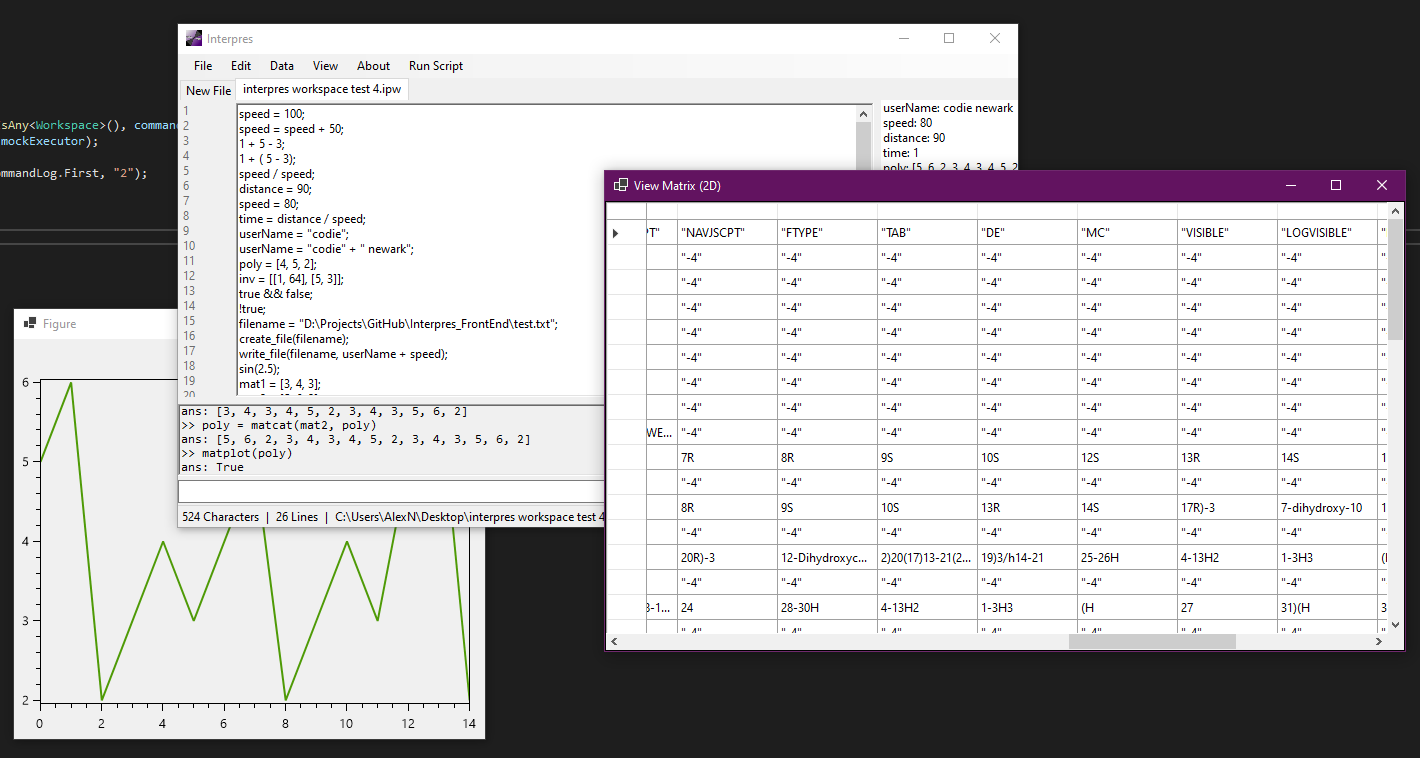 sAny<Workspace>(), comman
mockExecutor);
mmandLog.First, "2");
Interpres
File Edit Data View About Run Script
New File interpres workspace test 4.ipw
1 speed = 100;
2 speed = speed + 50;
3 1 + 5 - 3;
4 1 + ( 5 - 3);
5 speed / speed;
6 distance = 90;
7 speed = 80;
8 time = distance / speed;
9 userName = "codie";
10 userName = "codie" + " newark";
11 poly = [4, 5, 2];
12 inv = [[1, 64], [5, 3]];
13 true && false;
14 !true;
15 filename = "D:\Projects\GitHub\Interpres_FrontEnd\test.txt";
16 create_file(filename);
17 write_file(filename, userName + speed);
18 sin(2.5);
19 mat1 = [3, 4, 3];
20
userName: codie newark
speed: 80
distance: 90
time: 1
poly: [5, 6, 2, 3, 4, 3, 4, 5, 2
ans: [3, 4, 3, 4, 5, 2, 3, 4, 3, 5, 6, 2]
>> poly = matcat(mat2, poly)
ans: [5, 6, 2, 3, 4, 3, 4, 5, 2, 3, 4, 3, 5, 6, 2]
>> matplot(poly)
ans: True
524 Characters | 26 Lines | C:\Users\AlexN\Desktop\interpres workspace test 4
View Matrix (2D)
PT" "NAVJSCPT" "FTYPE" "TAB" "DE" "MC" "VISIBLE" "LOGVISIBLE" "
"-4" "-4" "-4" "-4" "-4" "-4" "-4" "
"-4" "-4" "-4" "-4" "-4" "-4" "-4" "
"-4" "-4" "-4" "-4" "-4" "-4" "-4" "
"-4" "-4" "-4" "-4" "-4" "-4" "-4" "
"-4" "-4" "-4" "-4" "-4" "-4" "-4" "
"-4" "-4" "-4" "-4" "-4" "-4" "-4" "
"-4" "-4" "-4" "-4" "-4" "-4" "-4" "
WE... "-4" "-4" "-4" "-4" "-4" "-4" "-4" "
7R 8R 9S 10S 12S 13R 14S 1
"-4" "-4" "-4" "-4" "-4" "-4" "-4" "
8R 9S 10S 13R 14S 17R)-3 7-dihydroxy-10 1
"-4" "-4" "-4" "-4" "-4" "-4" "-4" "
20R)-3 12-Dihydroxyc... 2)20(17)13-21(2... 19)3/h14-21 25-26H 4-13H2 1-3H3 (I
"-4" "-4" "-4" "-4" "-4" "-4" "-4" "
3-1... 24 28-30H 4-13H2 1-3H3 (H 27 31)(H 3
"-4" "-4" "-4" "-4" "-4" "-4" "-4" "
Figure
6
5
4
3
2
0 2 4 6 8 10 12 14